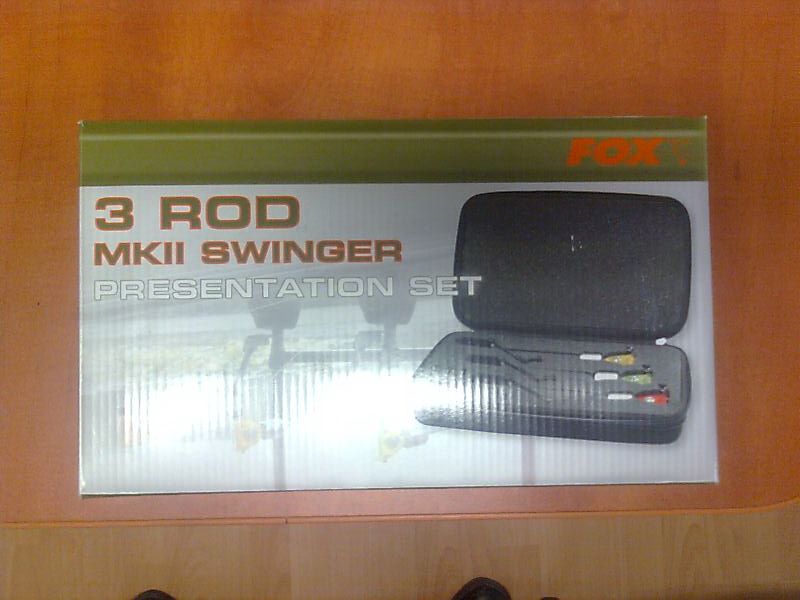 FOX
3 ROD
MKII SWINGER
PRESENTATION SET